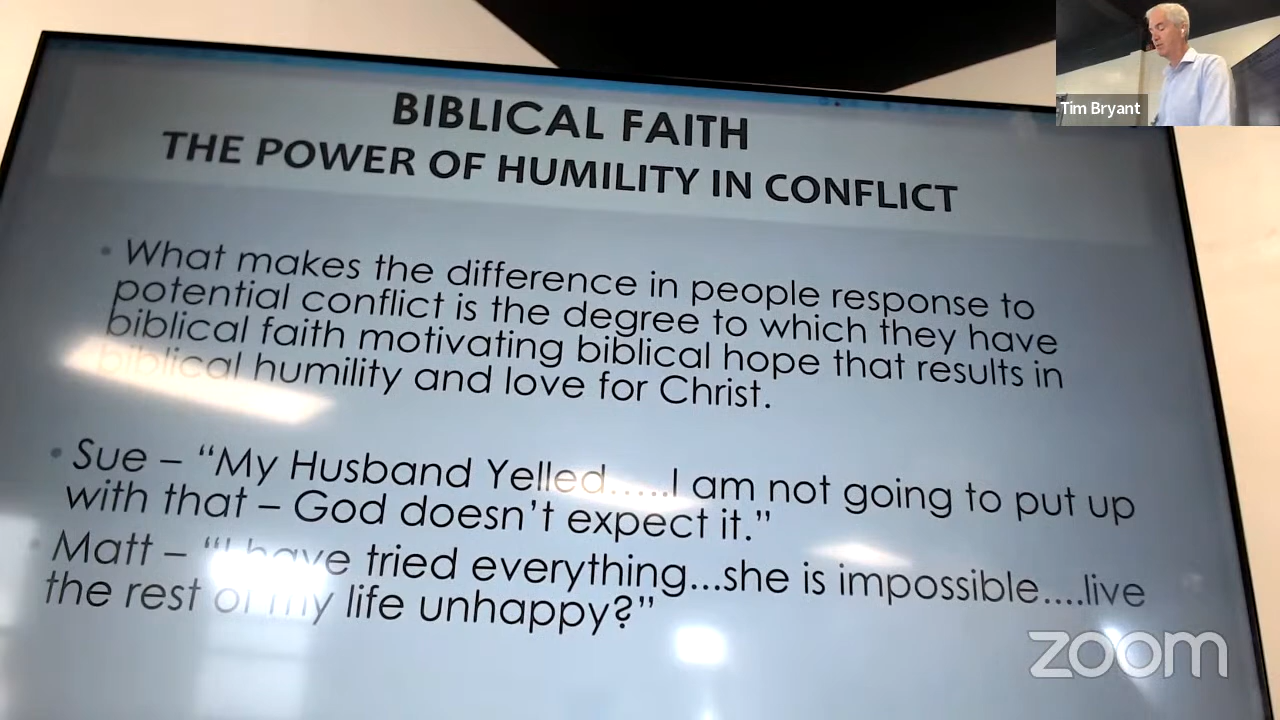 BIBLICAL FAITH
THE POWER OF HUMILITY IN CONFLICT
Tim Bryant
• What makes the difference in people response to
potential conflict is the degree to which they have
biblical faith motivating biblical hope that results in
biblical humility and love for Christ.
• Sue – “My Husband Yelled.....I am not going to put up
with that – God doesn’t expect it.”
• Matt – “I have tried everything...she is impossible....live
the rest of my life unhappy?”
zoom